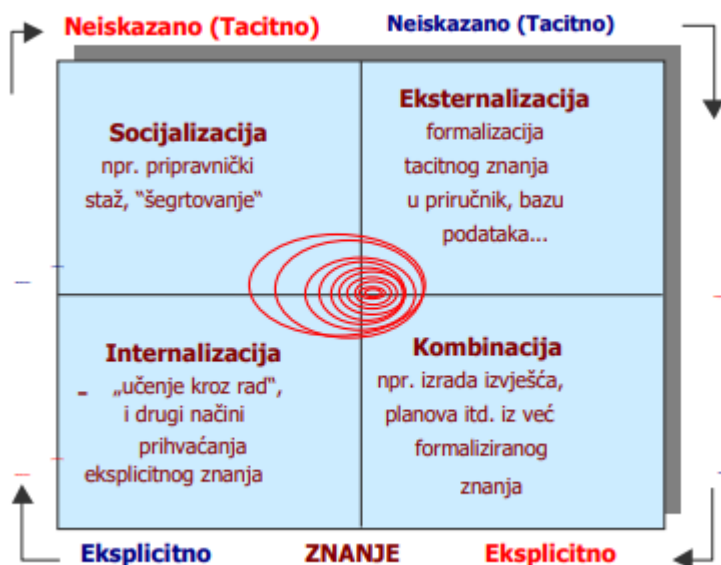 Neiskazano (Tacitno)
Neiskazano (Tacitno)
Socijalizacija
npr. pripravnički
staž, "šegrtovanje"
Eksternalizacija
formalizacija
tacitnog znanja
u priručnik, bazu
podataka...
Internalizacija
- „učenje kroz rad“,
i drugi načini
prihvaćanja
eksplicitnog znanja
Kombinacija
npr. izrada izvješća,
planova itd. iz već
formaliziranog
znanja
Eksplicitno
ZNANJE
Eksplicitno